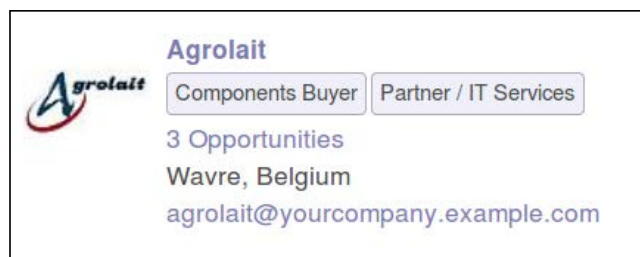 Agrolait
Agrolait
Components Buyer Partner / IT Services
3 Opportunities
Wavre, Belgium
agrolait@yourcompany.example.com